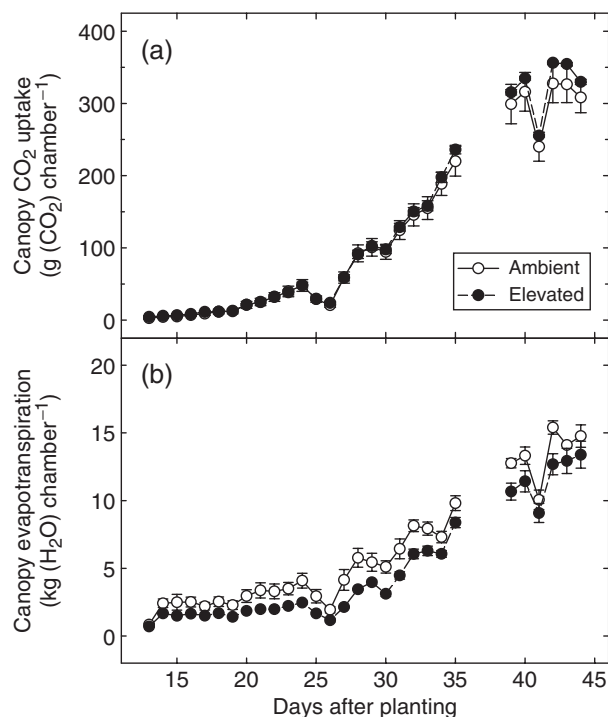 (a)
400
300
200
100
0
Canopy CO₂ uptake
(g (CO₂) chamber⁻¹)
Ambient
Elevated
(b)
20
15
10
5
0
Canopy evapotranspiration
(kg (H₂O) chamber⁻¹)
15 20 25 30 35 40 45
Days after planting